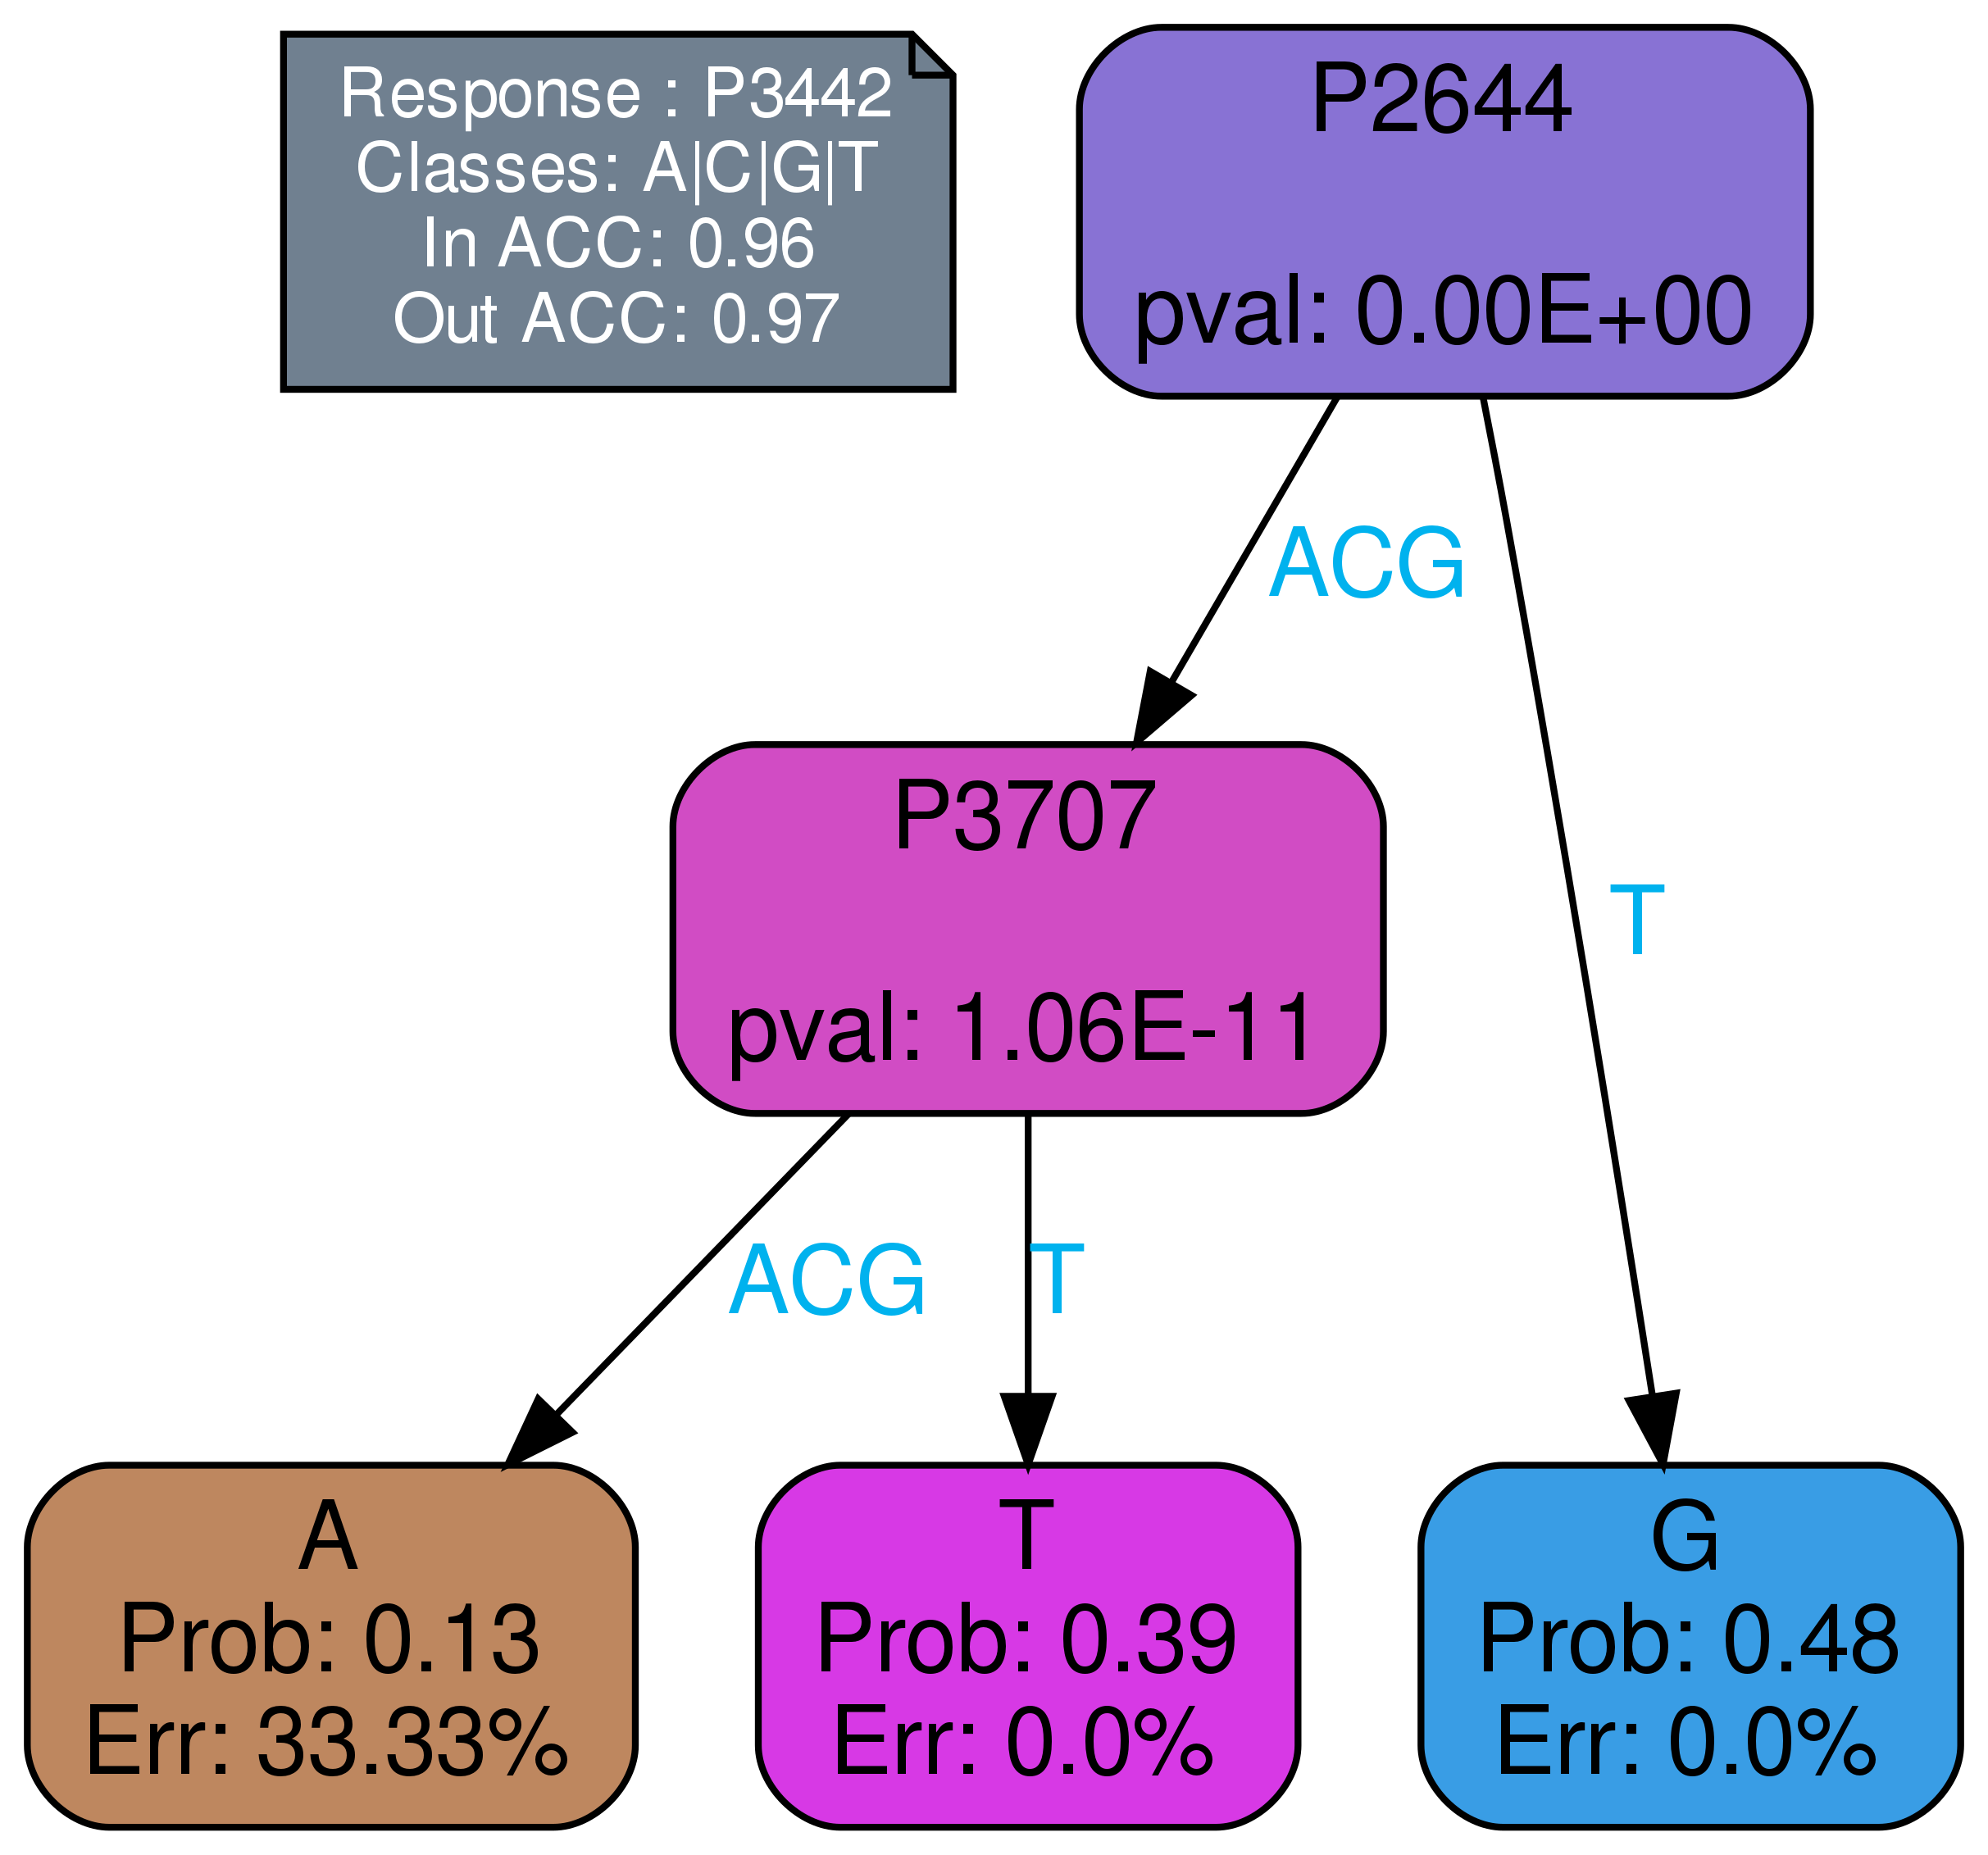 Response : P3442
Classes: A|C|G|T
In ACC: 0.96
Out ACC: 0.97
P2644
pval: 0.00E+00
ACG
T
P3707
pval: 1.06E-11
ACG
T
A
Prob: 0.13
Err: 33.33%
T
Prob: 0.39
Err: 0.0%
G
Prob: 0.48
Err: 0.0%